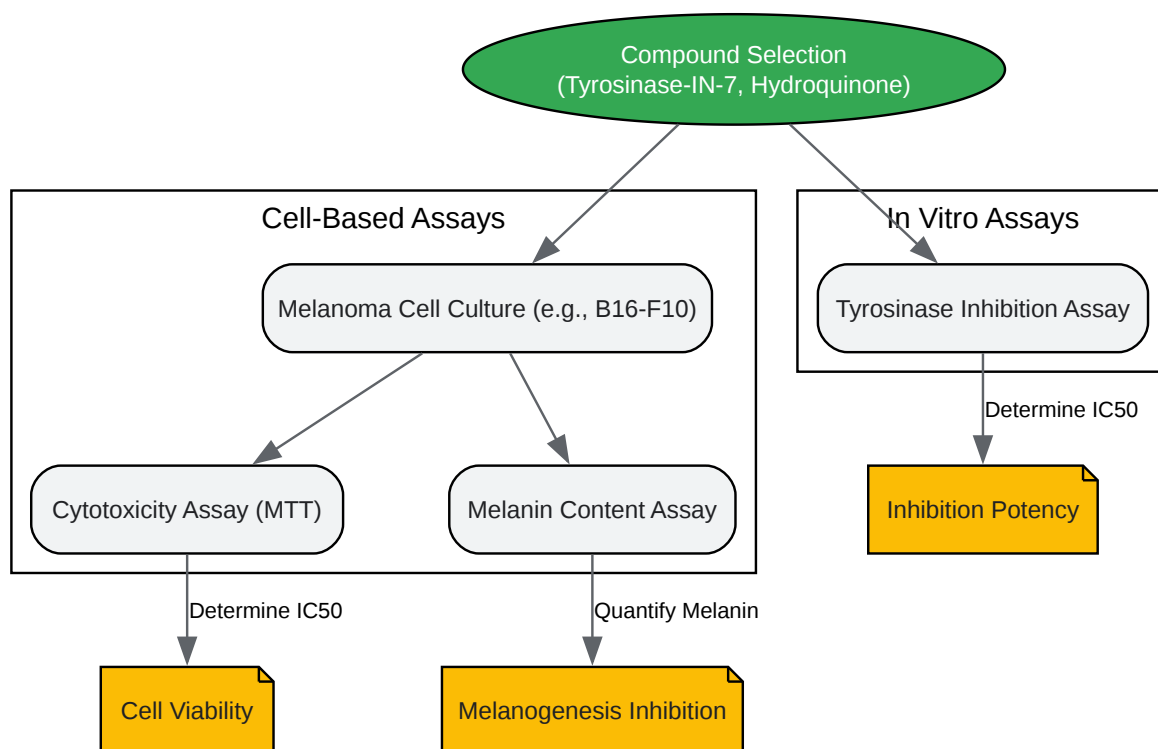 Compound Selection
(Tyrosinase-IN-7, Hydroquinone)
Cell-Based Assays
In Vitro Assays
Melanoma Cell Culture (e.g., B16-F10)
Tyrosinase Inhibition Assay
Determine IC50
Cytotoxicity Assay (MTT)
Melanin Content Assay
Inhibition Potency
Determine IC50
Quantify Melanin
Cell Viability
Melanogenesis Inhibition